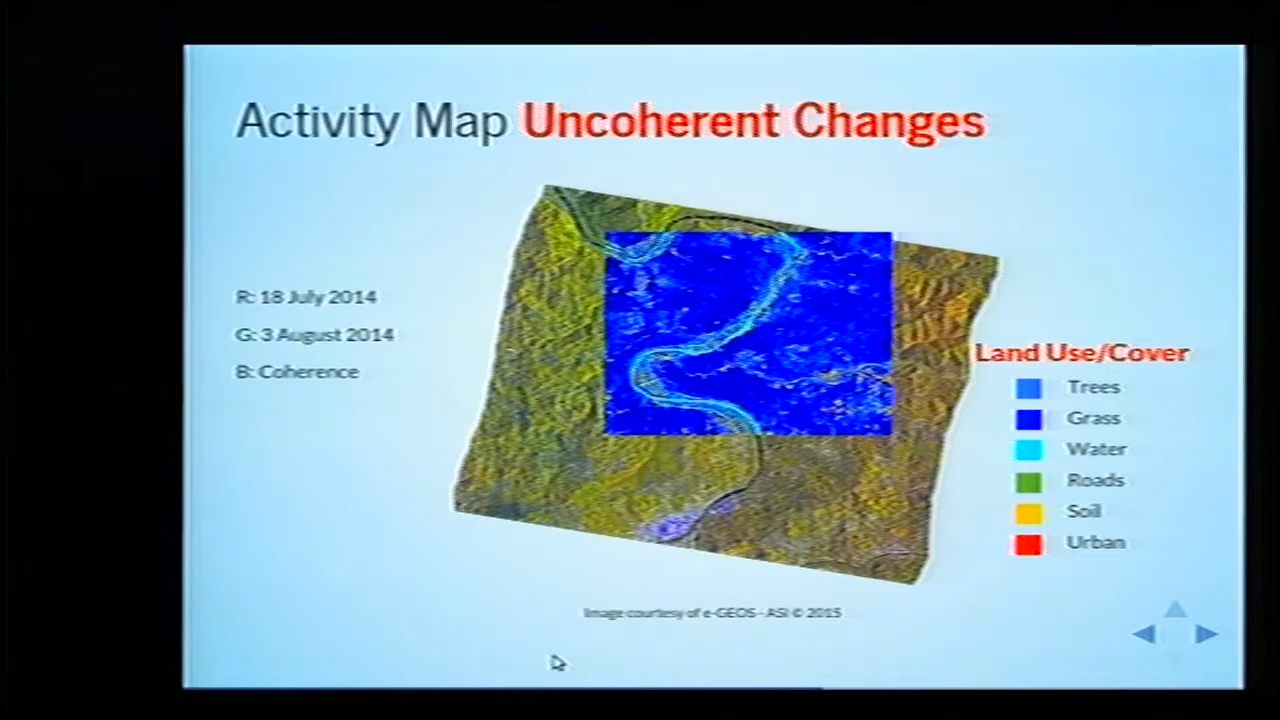 Activity Map Uncoherent Changes
R: 18 July 2014
G: 3 August 2014
B: Coherence
Land Use/Cover
Trees
Grass
Water
Roads
Soil
Urban
Image courtesy of e-GEOS - ASI © 2015